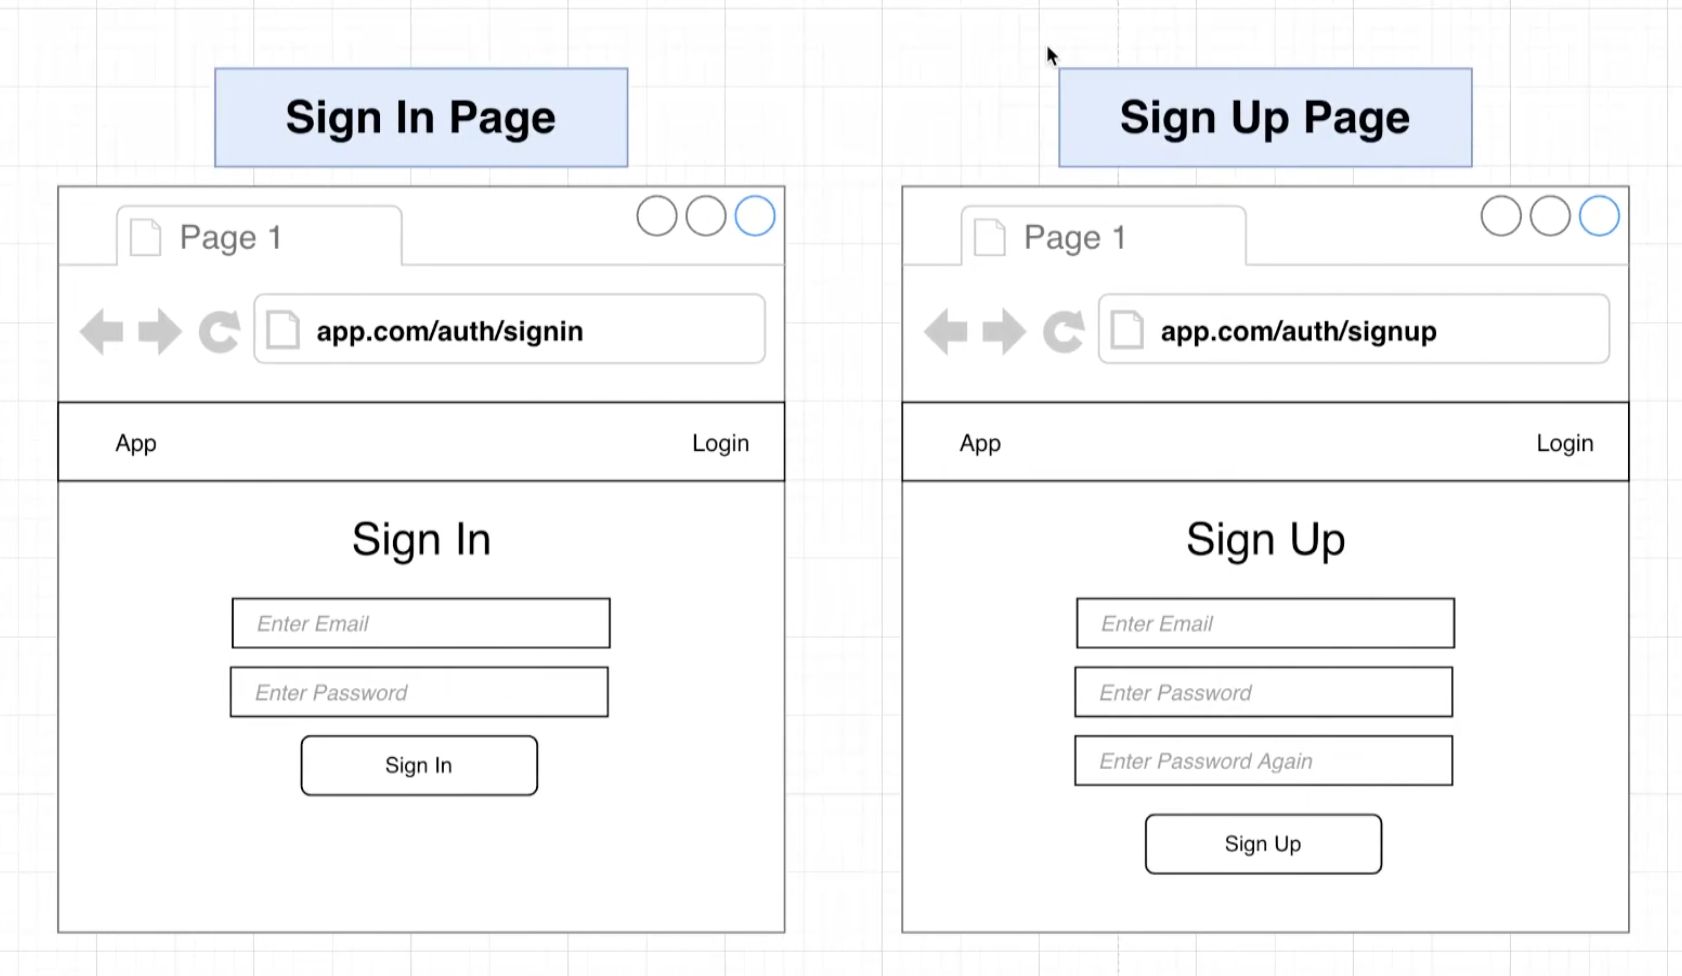 Sign In Page
Page 1
app.com/auth/signin
App
Login
Sign In
Enter Email
Enter Password
Sign In
Sign Up Page
Page 1
app.com/auth/signup
App
Login
Sign Up
Enter Email
Enter Password
Enter Password Again
Sign Up